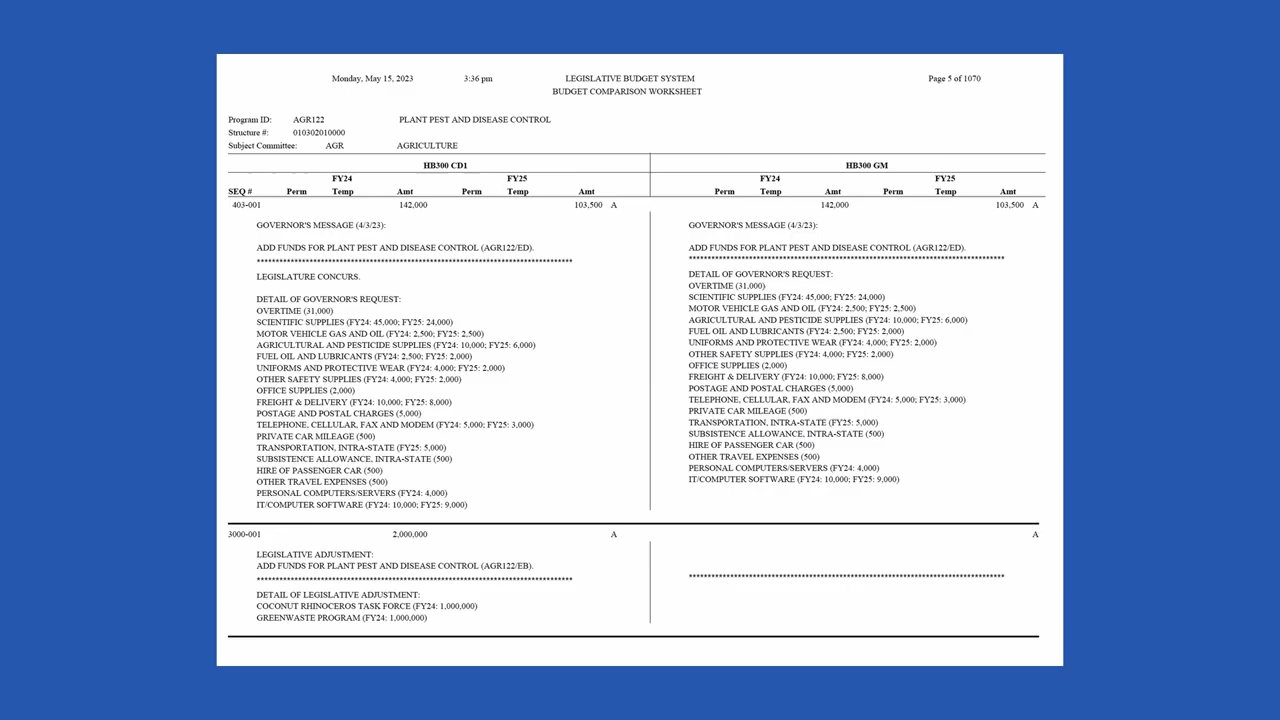 Monday, May 15, 2023 3:36 pm LEGISLATIVE BUDGET SYSTEM Page 5 of 1070
BUDGET COMPARISON WORKSHEET
Program ID: AGR122 PLANT PEST AND DISEASE CONTROL
Structure #: 010302010000
Subject Committee: AGR AGRICULTURE
HB300 CD1 HB300 GM
FY24 FY25 FY24 FY25
SEQ # Perm Temp Amt Perm Temp Amt Perm Temp Amt Perm Temp Amt
403-001 142,000 103,500 A 142,000 103,500 A
GOVERNOR'S MESSAGE (4/3/23):
ADD FUNDS FOR PLANT PEST AND DISEASE CONTROL (AGR122/ED).
************************************************************************************
LEGISLATURE CONCURS.
DETAIL OF GOVERNOR'S REQUEST:
OVERTIME (31,000)
SCIENTIFIC SUPPLIES (FY24: 45,000; FY25: 24,000)
MOTOR VEHICLE GAS AND OIL (FY24: 2,500; FY25: 2,500)
AGRICULTURAL AND PESTICIDE SUPPLIES (FY24: 10,000; FY25: 6,000)
FUEL OIL AND LUBRICANTS (FY24: 2,500; FY25: 2,000)
UNIFORMS AND PROTECTIVE WEAR (FY24: 4,000; FY25: 2,000)
OTHER SAFETY SUPPLIES (FY24: 4,000; FY25: 2,000)
OFFICE SUPPLIES (2,000)
FREIGHT & DELIVERY (FY24: 10,000; FY25: 8,000)
POSTAGE AND POSTAL CHARGES (5,000)
TELEPHONE, CELLULAR, FAX AND MODEM (FY24: 5,000; FY25: 3,000)
PRIVATE CAR MILEAGE (500)
TRANSPORTATION, INTRA-STATE (FY25: 5,000)
SUBSISTENCE ALLOWANCE, INTRA-STATE (500)
HIRE OF PASSENGER CAR (500)
OTHER TRAVEL EXPENSES (500)
PERSONAL COMPUTERS/SERVERS (FY24: 4,000)
IT/COMPUTER SOFTWARE (FY24: 10,000; FY25: 9,000)
GOVERNOR'S MESSAGE (4/3/23):
ADD FUNDS FOR PLANT PEST AND DISEASE CONTROL (AGR122/ED).
************************************************************************************
DETAIL OF GOVERNOR'S REQUEST:
OVERTIME (31,000)
SCIENTIFIC SUPPLIES (FY24: 45,000; FY25: 24,000)
MOTOR VEHICLE GAS AND OIL (FY24: 2,500; FY25: 2,500)
AGRICULTURAL AND PESTICIDE SUPPLIES (FY24: 10,000; FY25: 6,000)
FUEL OIL AND LUBRICANTS (FY24: 2,500; FY25: 2,000)
UNIFORMS AND PROTECTIVE WEAR (FY24: 4,000; FY25: 2,000)
OTHER SAFETY SUPPLIES (FY24: 4,000; FY25: 2,000)
OFFICE SUPPLIES (2,000)
FREIGHT & DELIVERY (FY24: 10,000; FY25: 8,000)
POSTAGE AND POSTAL CHARGES (5,000)
TELEPHONE, CELLULAR, FAX AND MODEM (FY24: 5,000; FY25: 3,000)
PRIVATE CAR MILEAGE (500)
TRANSPORTATION, INTRA-STATE (FY25: 5,000)
SUBSISTENCE ALLOWANCE, INTRA-STATE (500)
HIRE OF PASSENGER CAR (500)
OTHER TRAVEL EXPENSES (500)
PERSONAL COMPUTERS/SERVERS (FY24: 4,000)
IT/COMPUTER SOFTWARE (FY24: 10,000; FY25: 9,000)
3000-001 2,000,000 A A
LEGISLATIVE ADJUSTMENT:
ADD FUNDS FOR PLANT PEST AND DISEASE CONTROL (AGR122/EB).
************************************************************************************
DETAIL OF LEGISLATIVE ADJUSTMENT:
COCONUT RHINOCEROS TASK FORCE (FY24: 1,000,000)
GREENWASTE PROGRAM (FY24: 1,000,000)
************************************************************************************